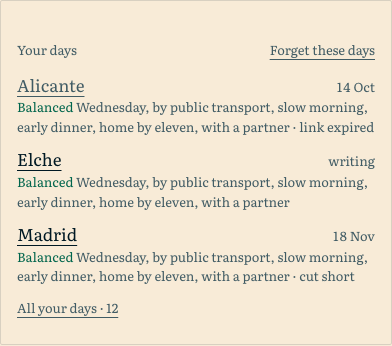 Your days Forget these days
Alicante 14 Oct
Balanced Wednesday, by public transport, slow morning,
early dinner, home by eleven, with a partner · link expired
Elche writing
Balanced Wednesday, by public transport, slow morning,
early dinner, home by eleven, with a partner
Madrid 18 Nov
Balanced Wednesday, by public transport, slow morning,
early dinner, home by eleven, with a partner · cut short
All your days · 12